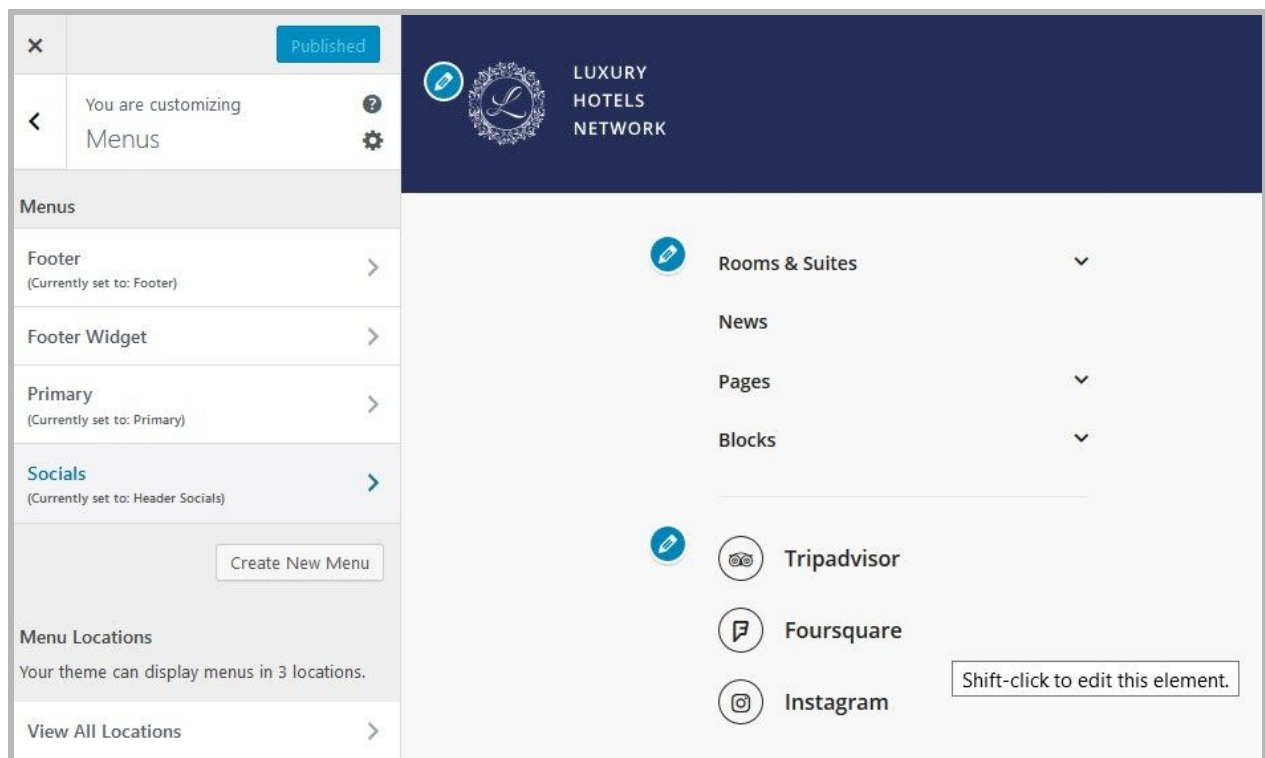 Published
You are customizing
Menus
Menus
Footer
(Currently set to: Footer)
Footer Widget
Primary
(Currently set to: Primary)
Socials
(Currently set to: Header Socials)
Create New Menu
Menu Locations
Your theme can display menus in 3 locations.
View All Locations
L
LUXURY
HOTELS
NETWORK
Rooms & Suites
News
Pages
Blocks
Tripadvisor
Foursquare
Instagram
Shift-click to edit this element.